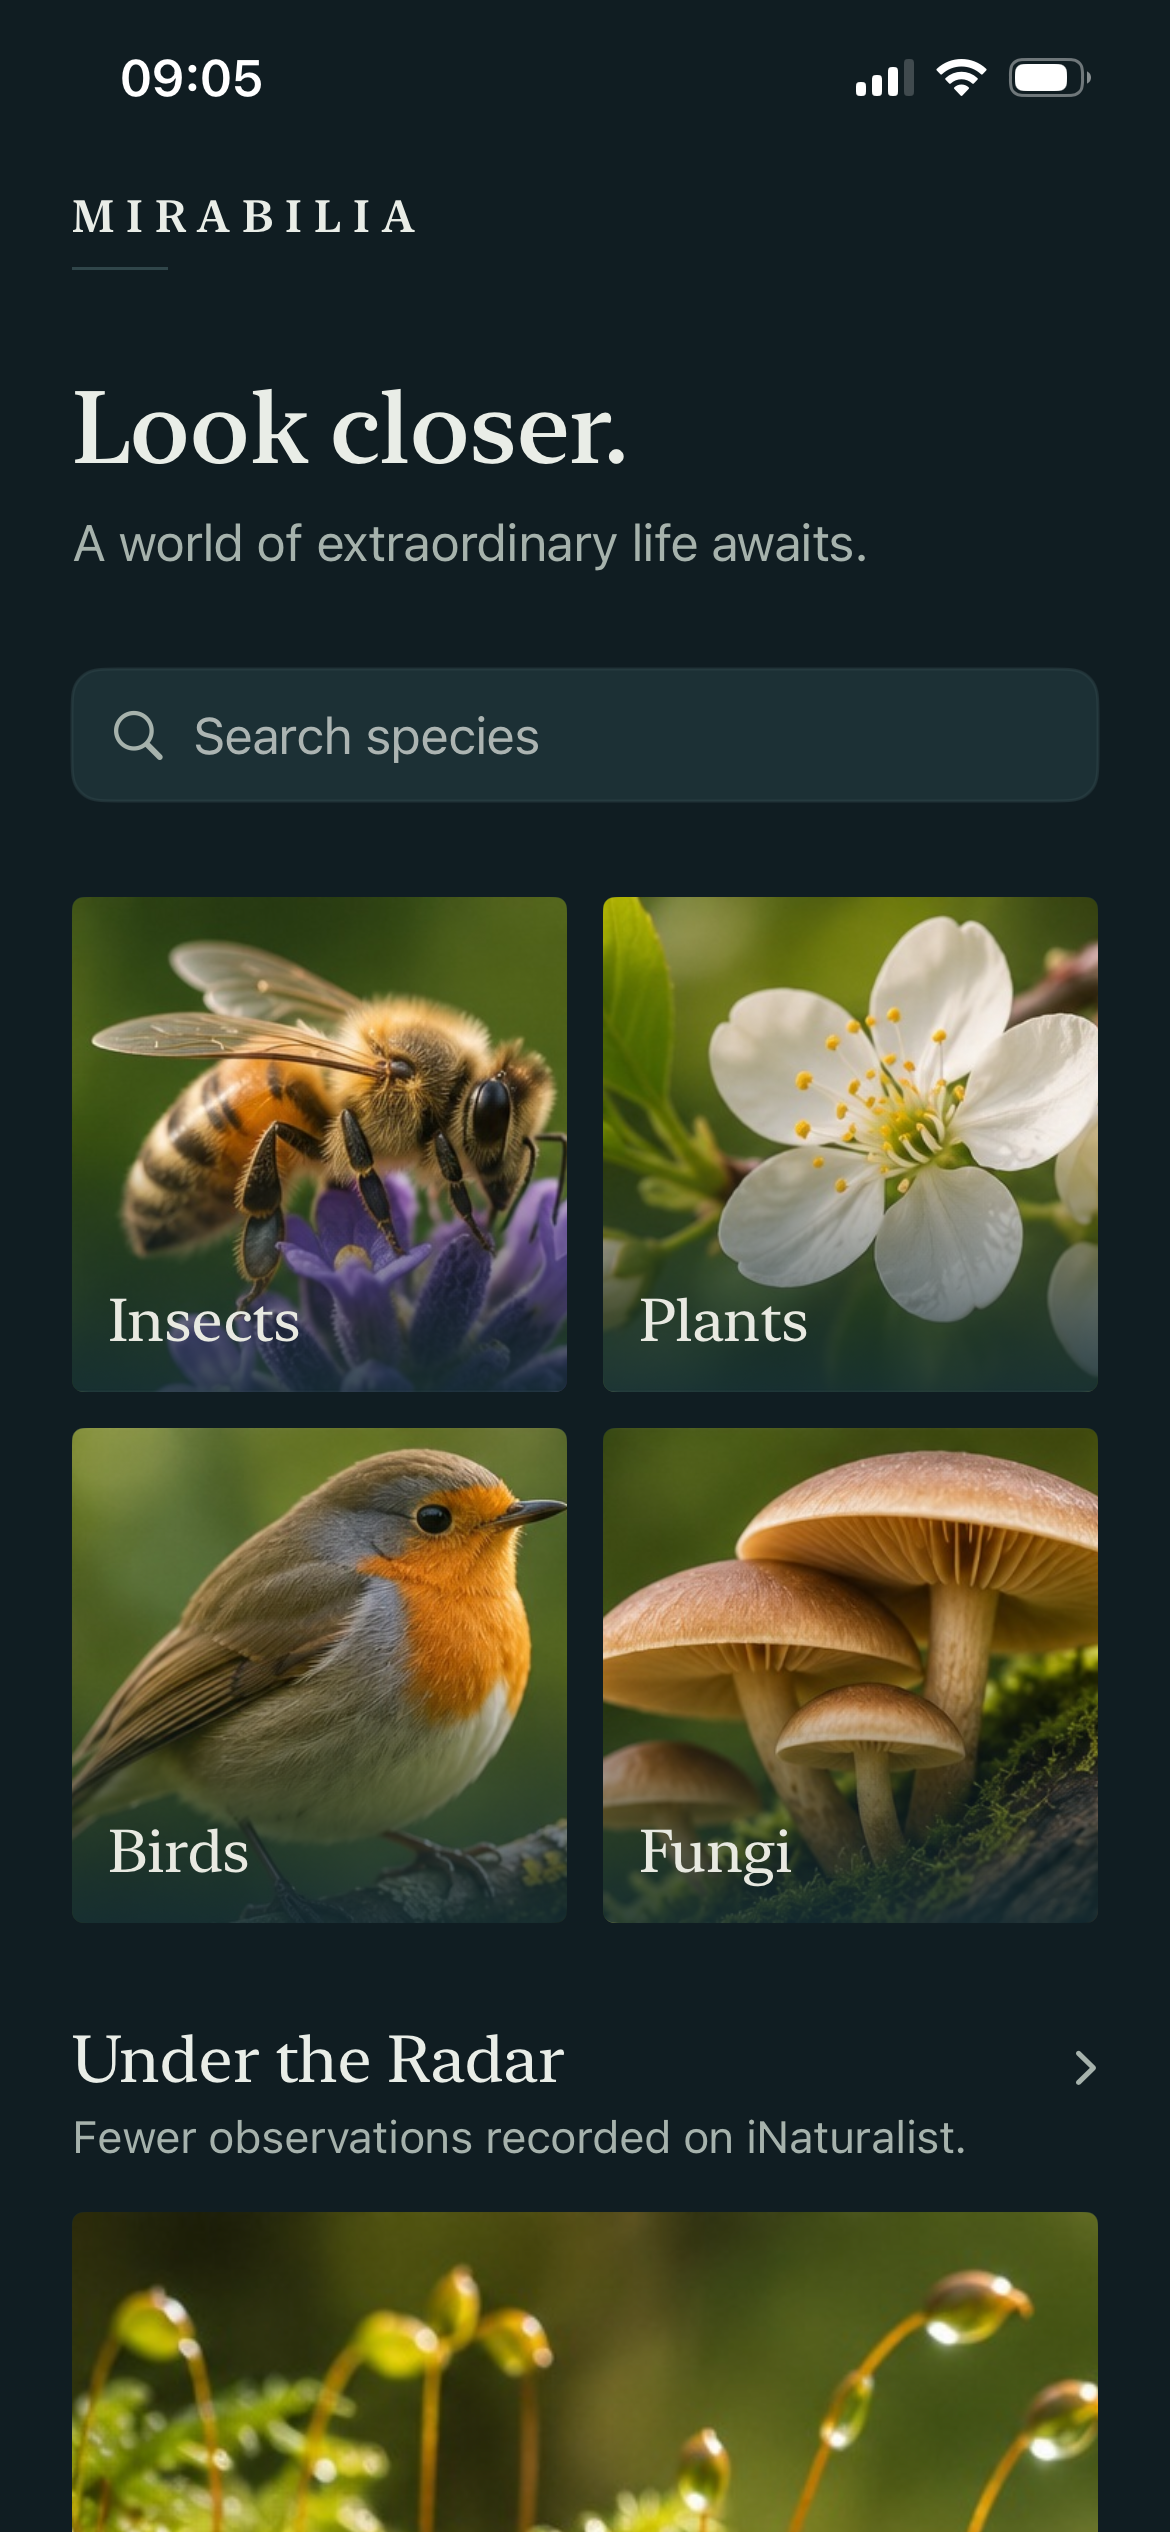 09:05
MIRABILIA
Look closer.
A world of extraordinary life awaits.
Search species
Insects
Plants
Birds
Fungi
Under the Radar
Fewer observations recorded on iNaturalist.